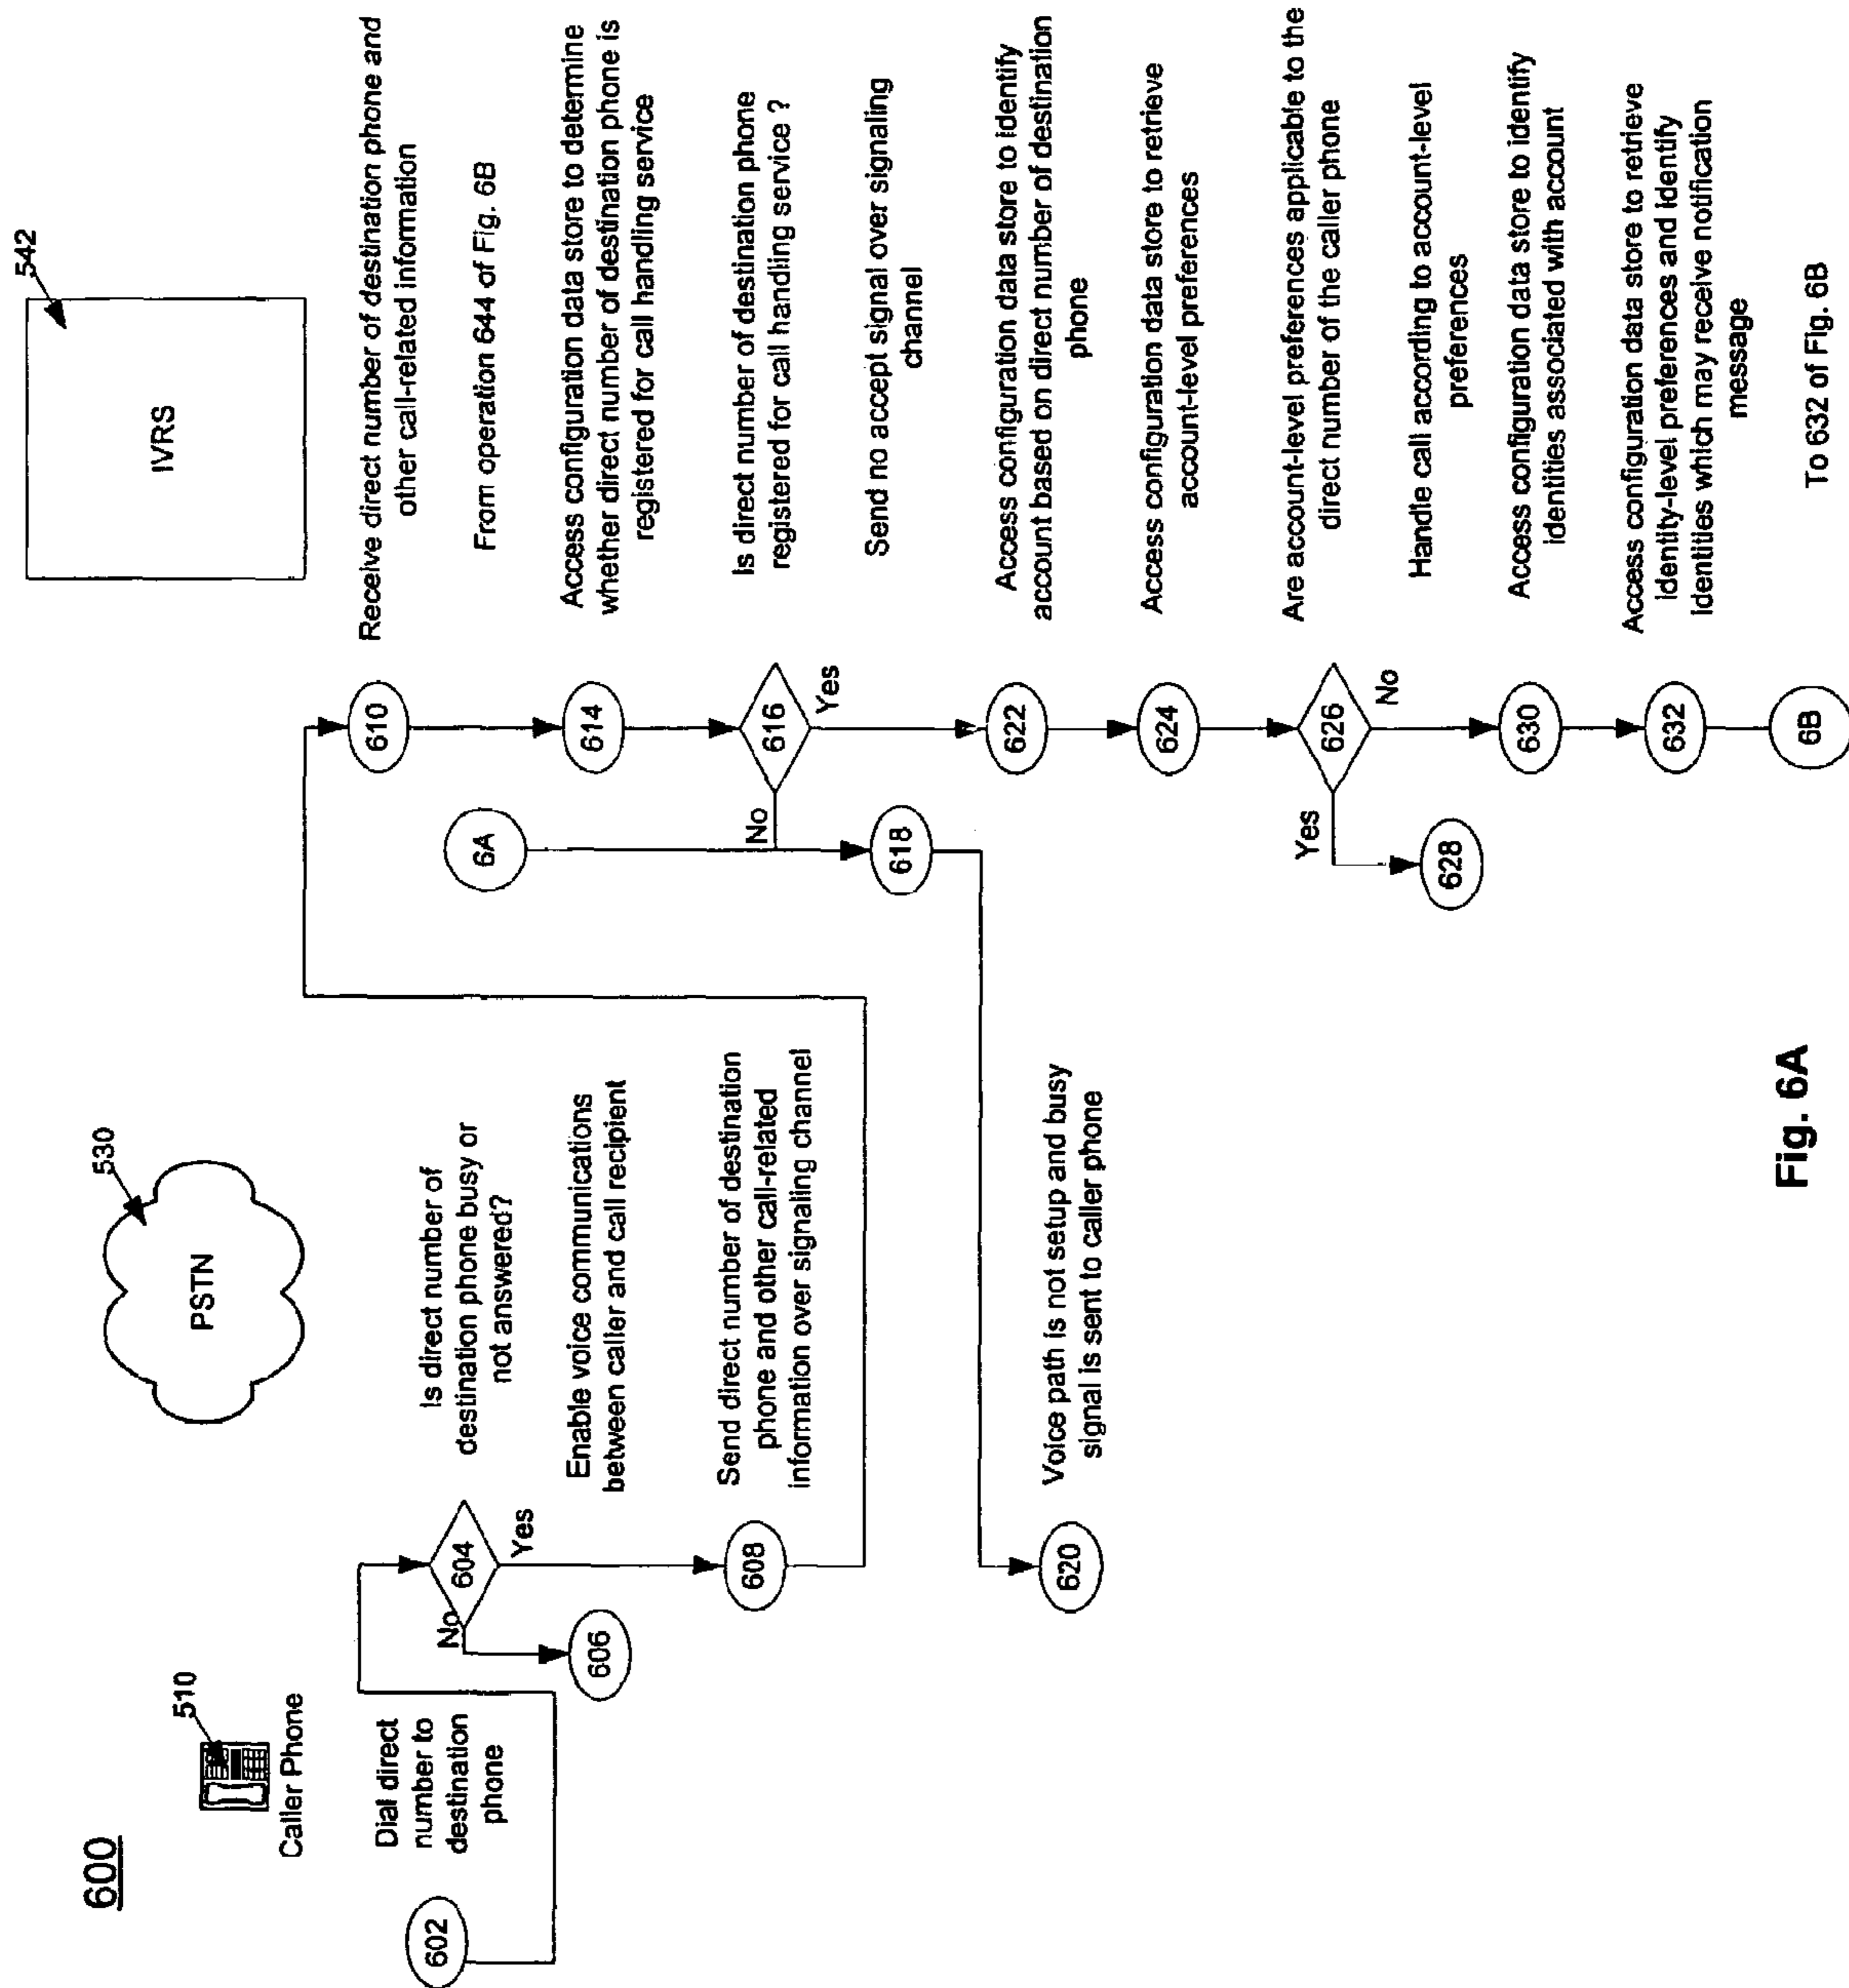 600
510
Caller Phone
530
PSTN
542
IVRS
602
Dial direct
number to
destination
phone
604
No
Yes
Is direct number of
destination phone busy or
not answered?
606
Enable voice communications
between caller and call recipient
608
Send direct number of destination
phone and other call-related
information over signaling channel
610
Receive direct number of destination phone and
other call-related information
6A
From operation 644 of Fig. 6B
614
Access configuration data store to determine
whether direct number of destination phone is
registered for call handling service
616
No
Yes
Is direct number of destination phone
registered for call handling service ?
618
Send no accept signal over signaling
channel
620
Voice path is not setup and busy
signal is sent to caller phone
622
Access configuration data store to identify
account based on direct number of destination
phone
624
Access configuration data store to retrieve
account-level preferences
626
Yes
No
Are account-level preferences applicable to the
direct number of the caller phone
628
Handle call according to account-level
preferences
630
Access configuration data store to identify
identities associated with account
632
Access configuration data store to retrieve
identity-level preferences and identify
identities which may receive notification
message
6B
To 632 of Fig. 6B
Fig. 6A